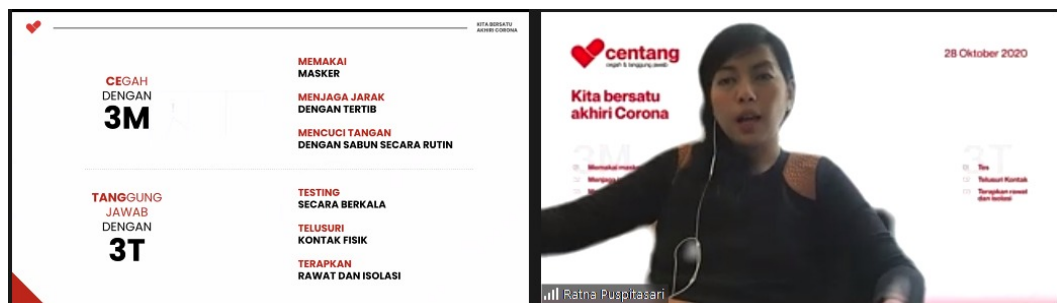 KITA BERSATU
AKHIRI CORONA
CEGAH
DENGAN
3M
MEMAKAI
MASKER
MENJAGA JARAK
DENGAN TERTIB
MENCUCI TANGAN
DENGAN SABUN SECARA RUTIN
TANGGUNG
JAWAB
DENGAN
3T
TESTING
SECARA BERKALA
TELUSURI
KONTAK FISIK
TERAPKAN
RAWAT DAN ISOLASI
centang
cegah & tanggung jawab
28 Oktober 2020
Kita bersatu
akhiri Corona
3M
Memakai
Menjaga
3T
Tes
Telusuri Kontak
Terapkan rawat
dan isolasi
Ratna Puspitasari